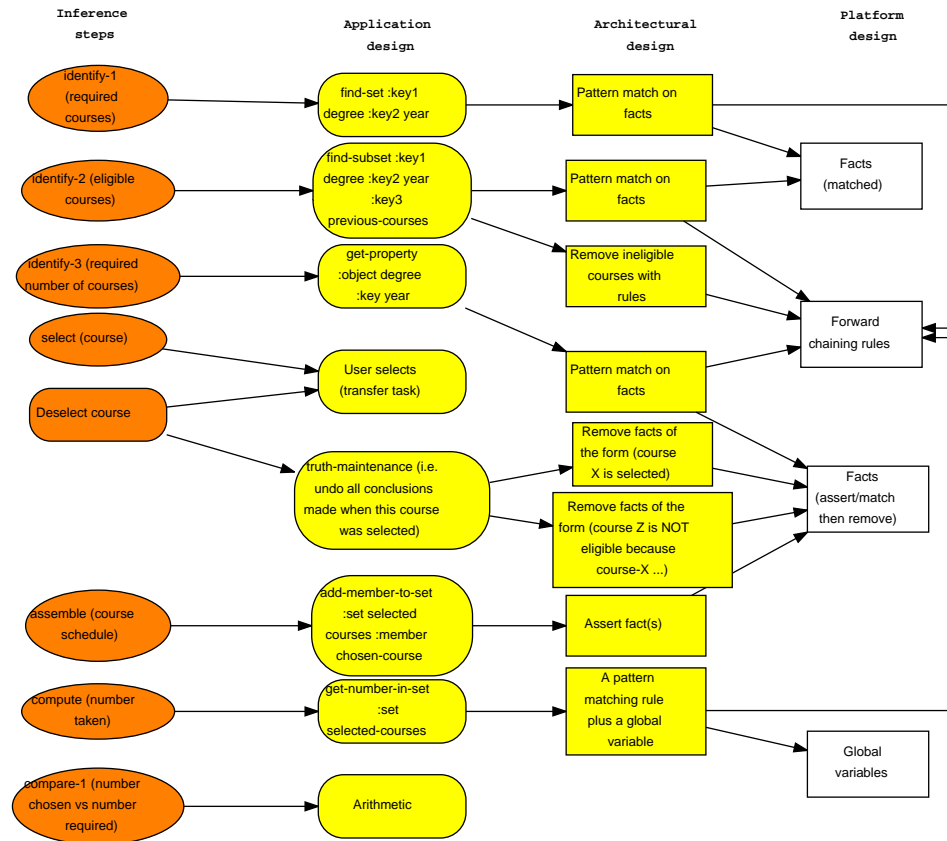 Inference
steps
Application
design
Architectural
design
Platform
design
identify-1
(required
courses)
find-set :key1
degree :key2 year
Pattern match on
facts
Facts
(matched)
identify-2 (eligible
courses)
find-subset :key1
degree :key2 year
:key3
previous-courses
Pattern match on
facts
Remove ineligible
courses with
rules
identify-3 (required
number of courses)
get-property
:object degree
:key year
Forward
chaining rules
select (course)
User selects
(transfer task)
Pattern match on
facts
Deselect course
truth-maintenance (i.e.
undo all conclusions
made when this course
was selected)
Remove facts of
the form (course
X is selected)
Remove facts of the
form (course Z is NOT
eligible because
course-X ...)
Facts
(assert/match
then remove)
assemble (course
schedule)
add-member-to-set
:set selected
courses :member
chosen-course
Assert fact(s)
compute (number
taken)
get-number-in-set
:set
selected-courses
A pattern
matching rule
plus a global
variable
Global
variables
compare-1 (number
chosen vs number
required)
Arithmetic